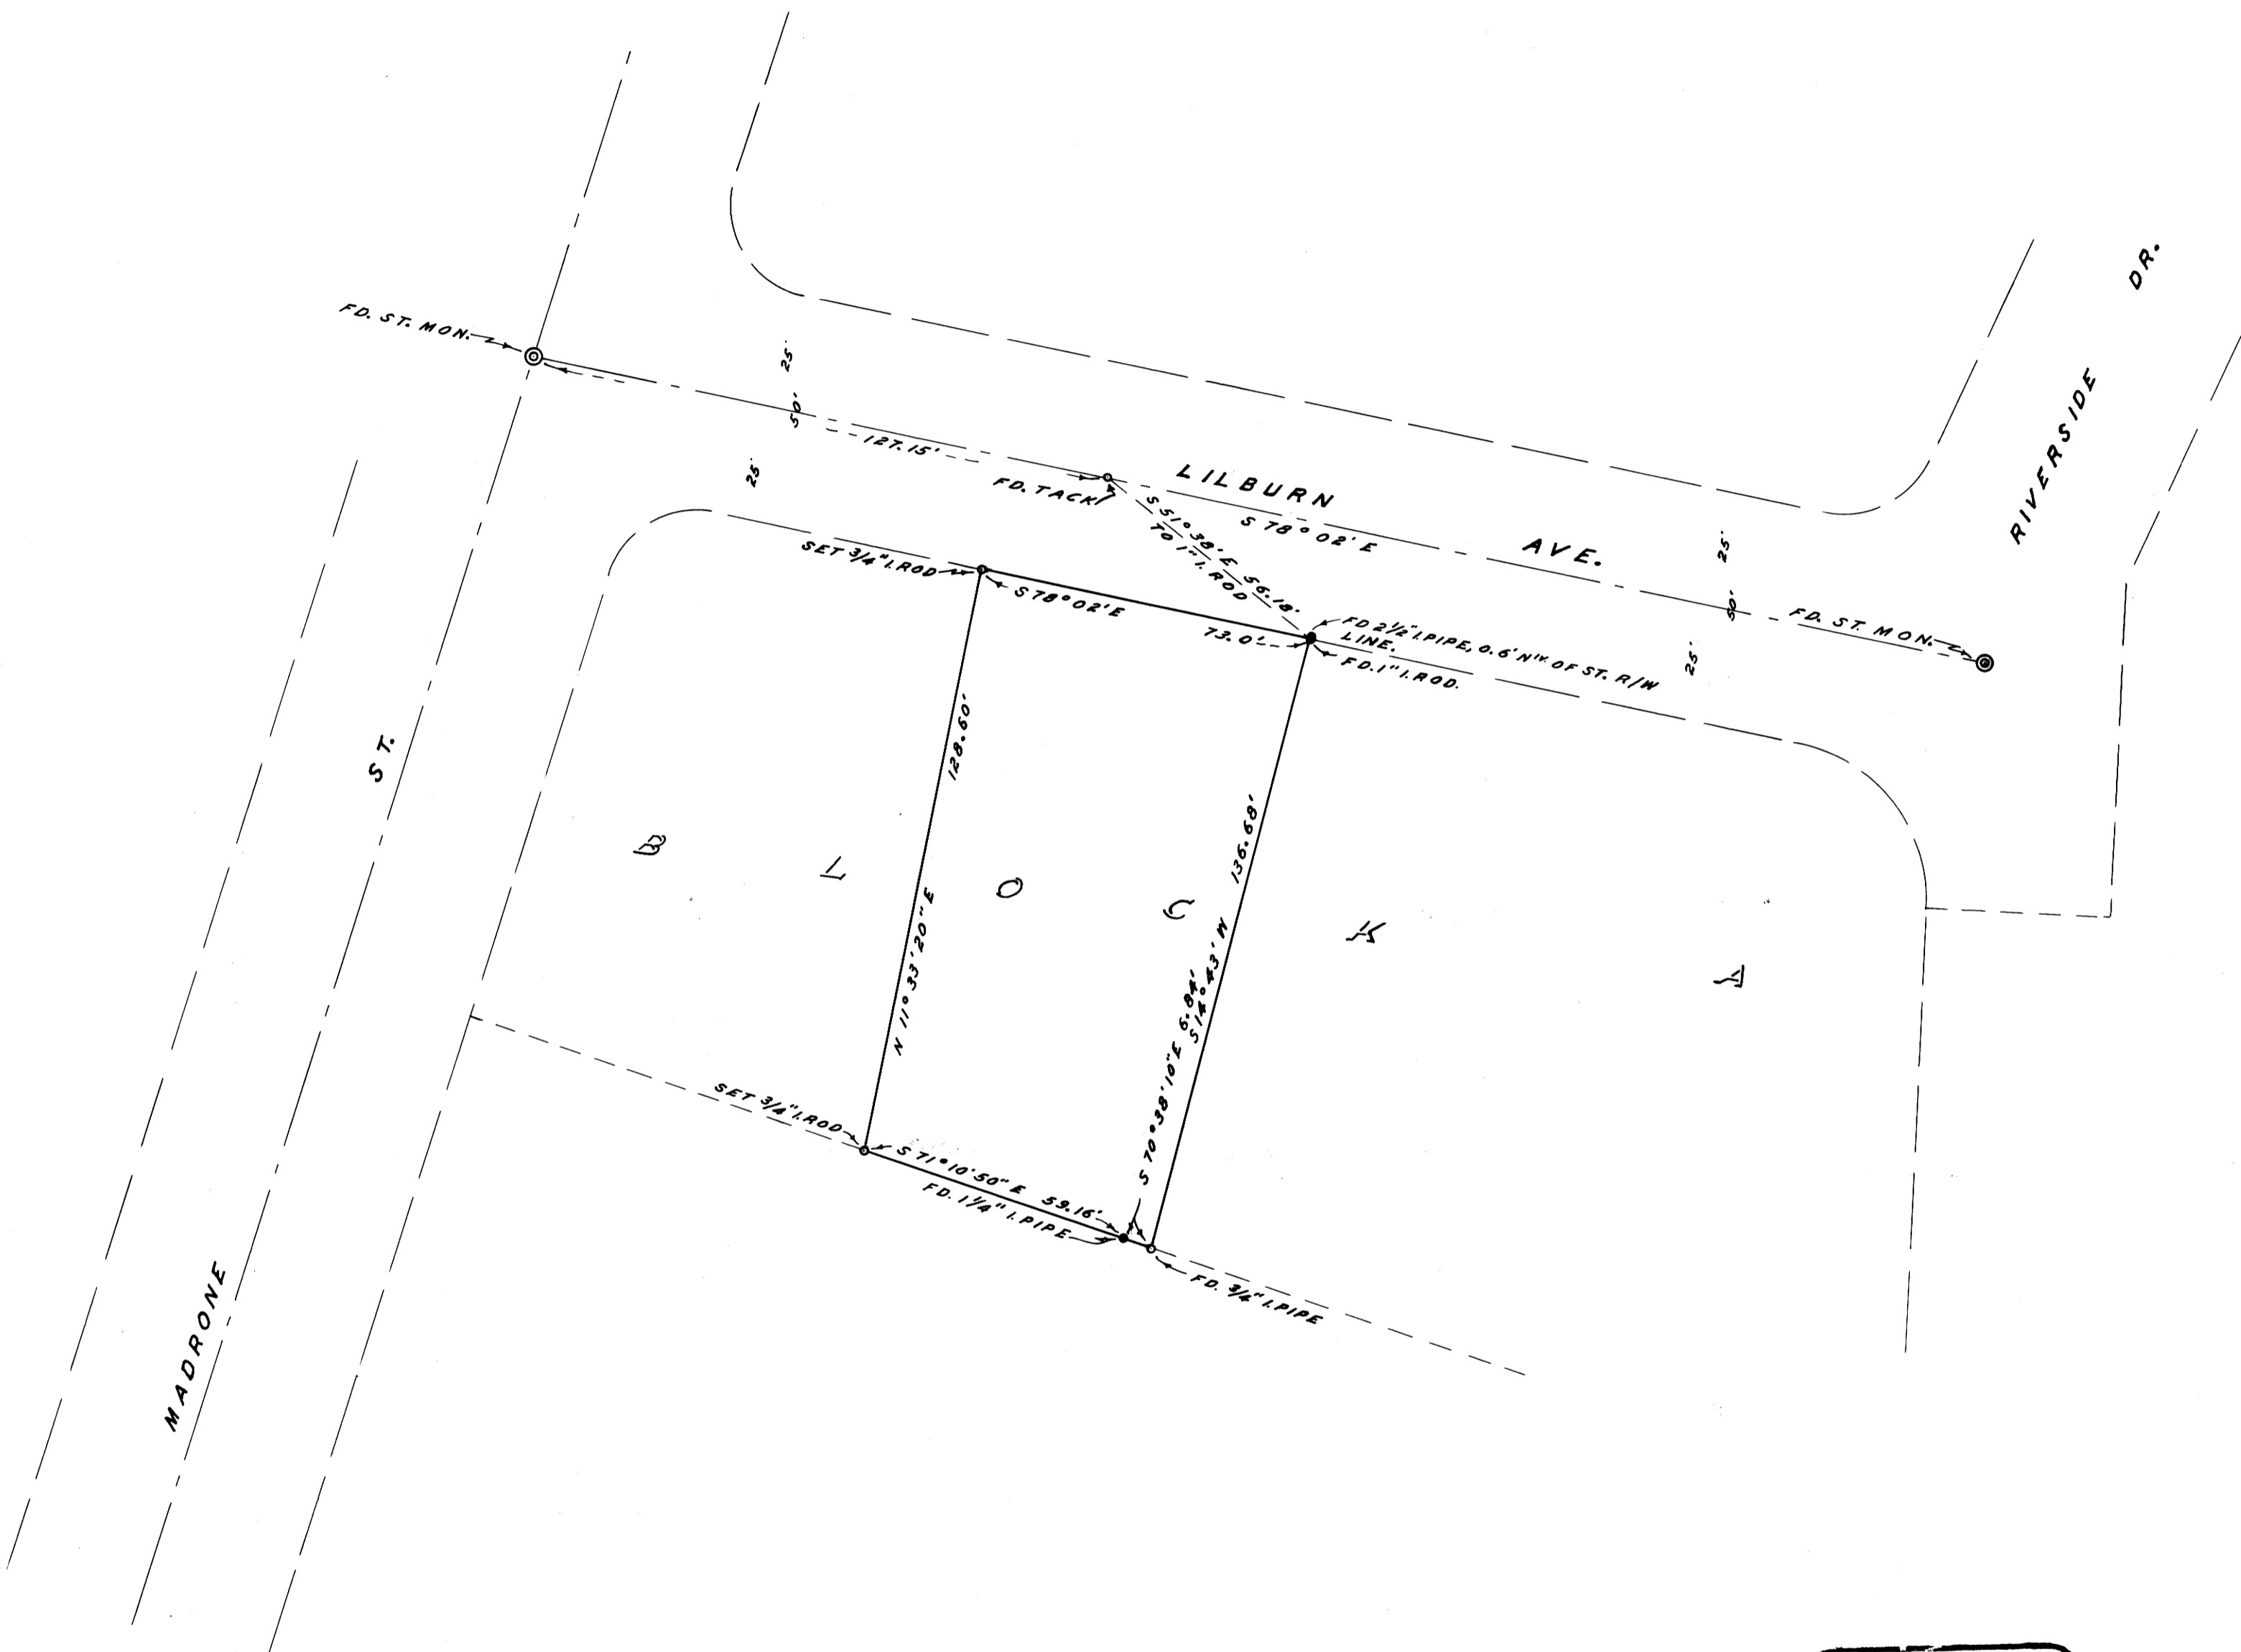 DR.
RIVERSIDE
FD. ST. MON.
25'
50'
25'
127.15'
FD. TACK
LILBURN
AVE.
S 78° 02' E
S 51° 38' E 56.18'
TO 1" I. ROD
25'
50'
25'
FD. ST. MON.
SET 3/4" I. ROD
S 78° 02' E
73.0'
FD 2 1/2" I. PIPE, 0.6' N'LY. OF ST. R/W
LINE.
FD. 1" I. ROD.
128.60'
N 11° 33' 20" E
136.68'
S 14° 43' W
S 70° 38' 10" E 6.84'
ST.
MADRONE
B L O C K A
SET 3/4" I. ROD
S 71° 10' 50" E 59.16'
FD. 1 1/4" I. PIPE
FD. 3/4" I. PIPE